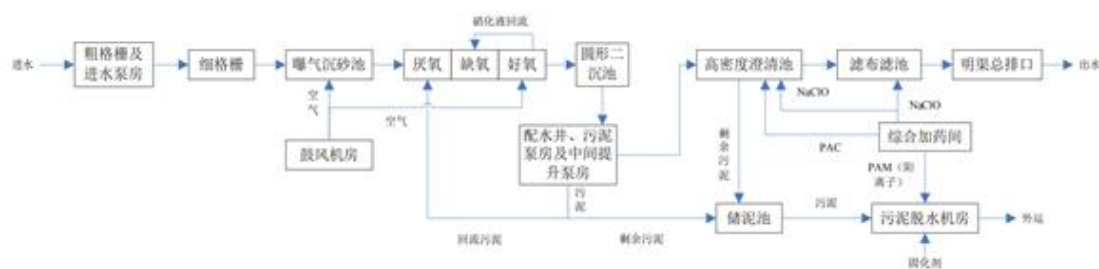 硝化液回流
进水
粗格栅及
进水泵房
细格栅
曝气沉砂池
厌氧
缺氧
好氧
圆形二
沉池
高密度澄清池
滤布滤池
明渠总排口
出水
空
气
空气
NaClO
NaClO
鼓风机房
配水井、污泥
泵房及中间提
升泵房
剩
余
污
泥
PAC
综合加药间
PAM（阳
离子）
污
泥
储泥池
污泥
污泥脱水机房
外运
回流污泥
剩余污泥
固化剂